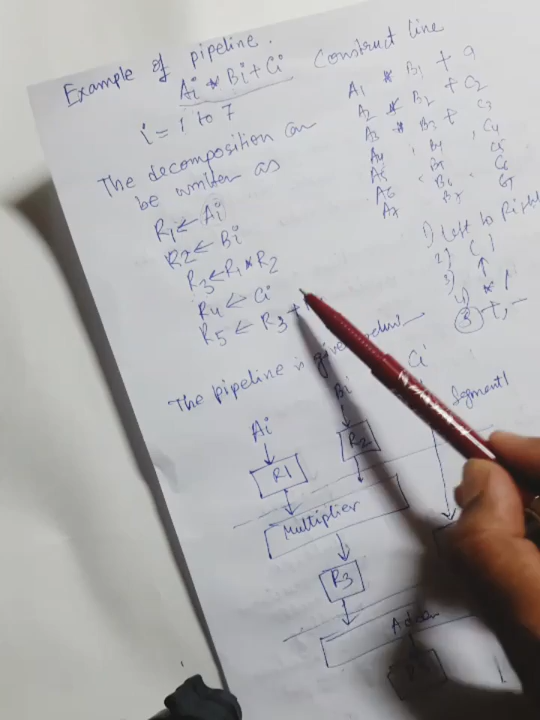 Example of pipeline.
Ai * Bi + Ci Construct line
i = 1 to 7
A1 * B1 + 9
A2 * B2 + C2
A3 * B3 + C3
A4 B4 C4
A5 B5 C5
A6 B6 C6
A7 B7 C7
The decomposition can
be written as
R1 ← Ai
R2 ← Bi
R3 ← R1 * R2
R4 ← Ci
R5 ← R3 +
1) Left to Right
2) ( )
3) ↑
4) * /
5 +, -
The pipeline is given below
Ai Bi Ci
R1 R2 Segment 1
Multiplier
R3
Adder